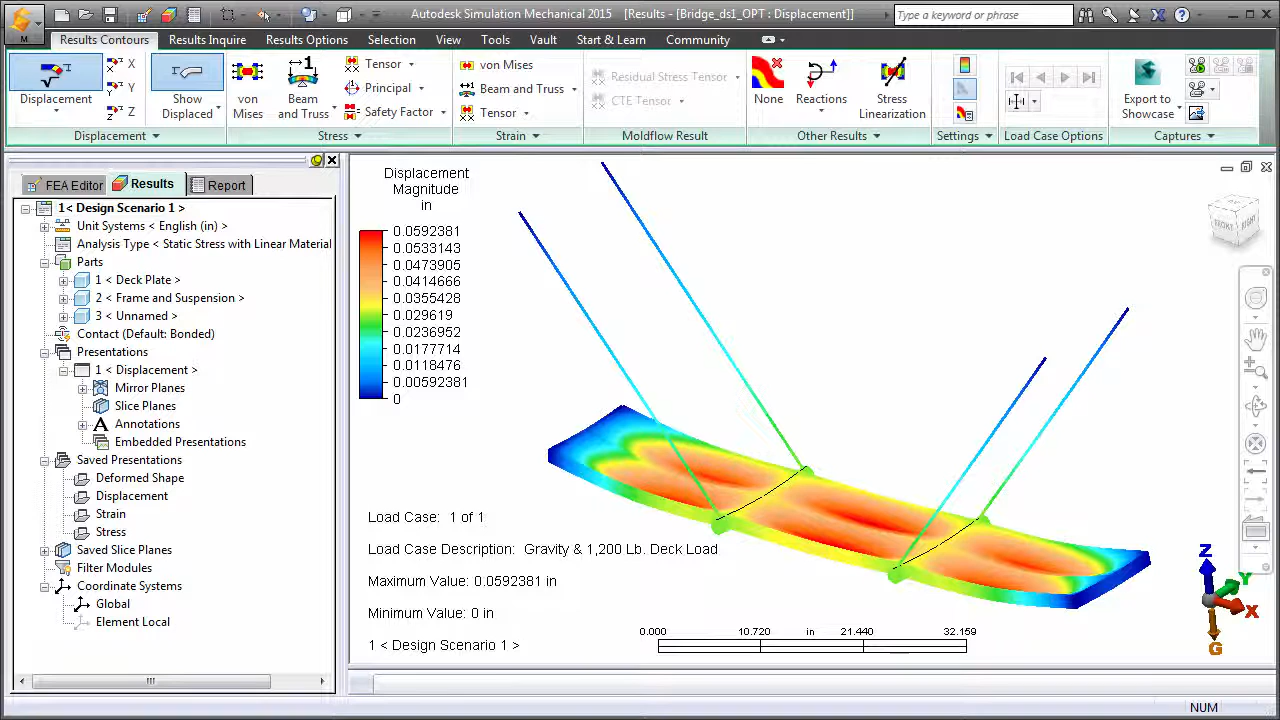 Autodesk Simulation Mechanical 2015 [Results - [Bridge_ds1_OPT : Displacement]]
Type a keyword or phrase
M
Results Contours
Results Inquire
Results Options
Selection
View
Tools
Vault
Start & Learn
Community
Displacement
X
Y
Z
Show Displaced
Displacement
von Mises
Beam and Truss
Tensor
Principal
Safety Factor
Stress
von Mises
Beam and Truss
Tensor
Strain
Residual Stress Tensor
CTE Tensor
Moldflow Result
None
Reactions
Stress Linearization
Other Results
Settings
Load Case Options
Export to Showcase
Captures
FEA Editor
Results
Report
1< Design Scenario 1 >
Unit Systems < English (in) >
Analysis Type < Static Stress with Linear Material
Parts
1 < Deck Plate >
2 < Frame and Suspension >
3 < Unnamed >
Contact (Default: Bonded)
Presentations
1 < Displacement >
Mirror Planes
Slice Planes
Annotations
Embedded Presentations
Saved Presentations
Deformed Shape
Displacement
Strain
Stress
Saved Slice Planes
Filter Modules
Coordinate Systems
Global
Element Local
Displacement
Magnitude
in
0.0592381
0.0533143
0.0473905
0.0414666
0.0355428
0.029619
0.0236952
0.0177714
0.0118476
0.00592381
0
Load Case: 1 of 1
Load Case Description: Gravity & 1,200 Lb. Deck Load
Maximum Value: 0.0592381 in
Minimum Value: 0 in
1 < Design Scenario 1 >
0.000 10.720 in 21.440 32.159
FRONT
RIGHT
Z
Y
X
G
NUM